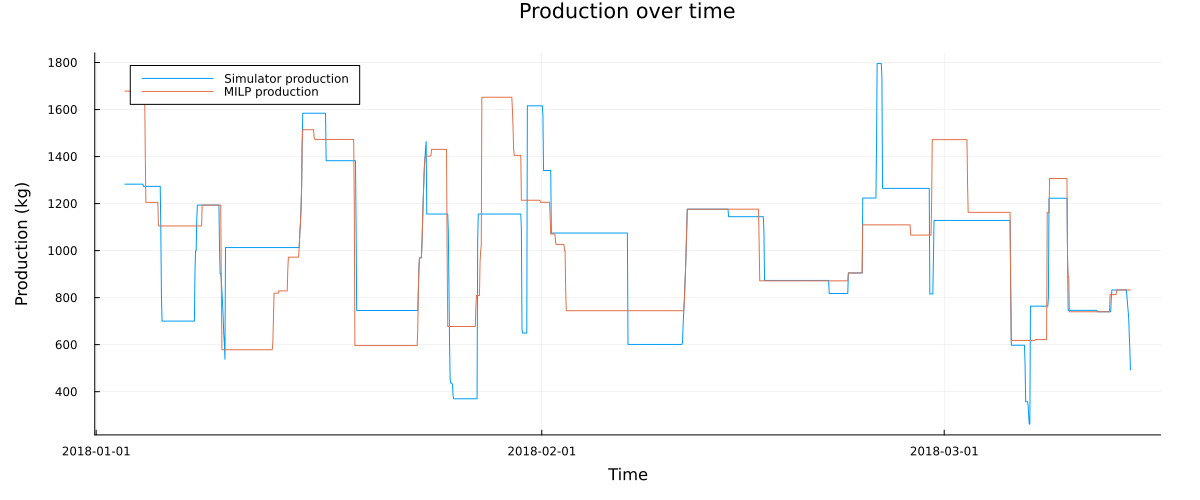 Production over time
1800
1600
1400
1200
1000
800
600
400
Production (kg)
Simulator production
MILP production
2018-01-01
2018-02-01
2018-03-01
Time